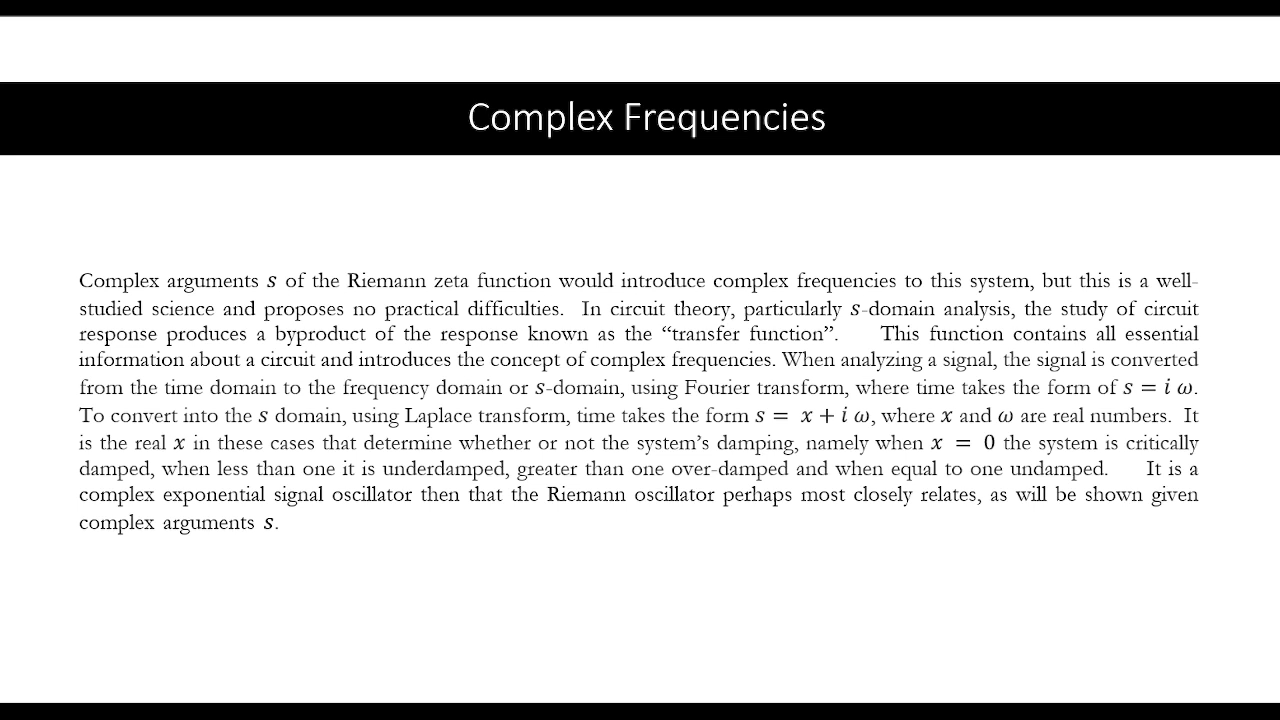 Complex Frequencies
Complex arguments s of the Riemann zeta function would introduce complex frequencies to this system, but this is a well-
studied science and proposes no practical difficulties. In circuit theory, particularly s-domain analysis, the study of circuit
response produces a byproduct of the response known as the “transfer function”. This function contains all essential
information about a circuit and introduces the concept of complex frequencies. When analyzing a signal, the signal is converted
from the time domain to the frequency domain or s-domain, using Fourier transform, where time takes the form of s = i ω.
To convert into the s domain, using Laplace transform, time takes the form s = x + i ω, where x and ω are real numbers. It
is the real x in these cases that determine whether or not the system’s damping, namely when x = 0 the system is critically
damped, when less than one it is underdamped, greater than one over-damped and when equal to one undamped. It is a
complex exponential signal oscillator then that the Riemann oscillator perhaps most closely relates, as will be shown given
complex arguments s.